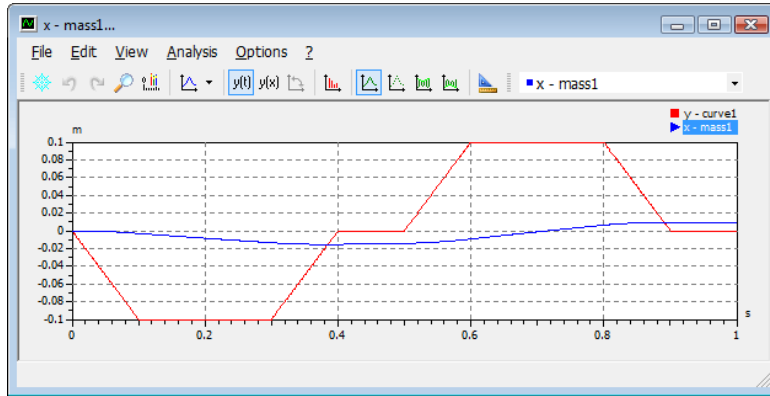 x - mass1...
File Edit View Analysis Options ?
y(t) y(x) x - mass1
y - curve1
x - mass1
m
0.1
0.08
0.06
0.04
0.02
0
-0.02
-0.04
-0.06
-0.08
-0.1
0 0.2 0.4 0.6 0.8 1
s